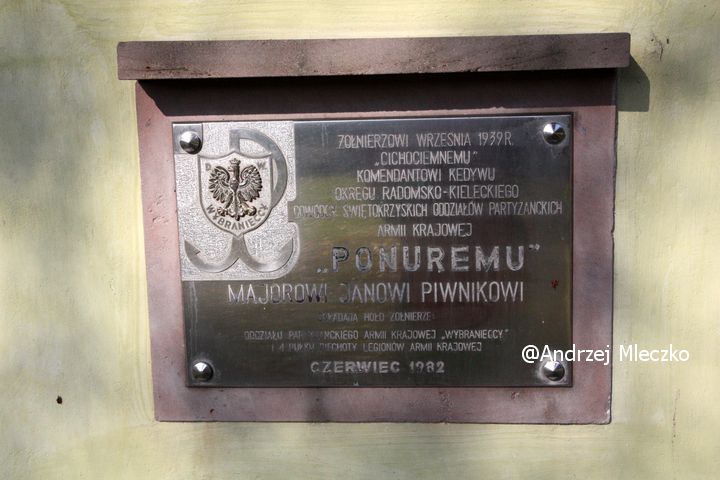 D. W.
WYBRANIECCY
ŻOŁNIERZOWI WRZEŚNIA 1939 R.
„CICHOCIEMNEMU"
KOMENDANTOWI KEDYWU
OKRĘGU RADOMSKO-KIELECKIEGO
DOWÓDCY ŚWIĘTOKRZYSKICH ODDZIAŁÓW PARTYZANCKICH
ARMII KRAJOWEJ
„PONUREMU"
MAJOROWI JANOWI PIWNIKOWI
SKŁADAJĄ HOŁD ŻOŁNIERZE
ODDZIAŁU PARTYZANCKIEGO ARMII KRAJOWEJ „WYBRANIECCY"
I 4 PUŁKU PIECHOTY LEGIONÓW ARMII KRAJOWEJ
CZERWIEC 1982
@Andrzej Mleczko